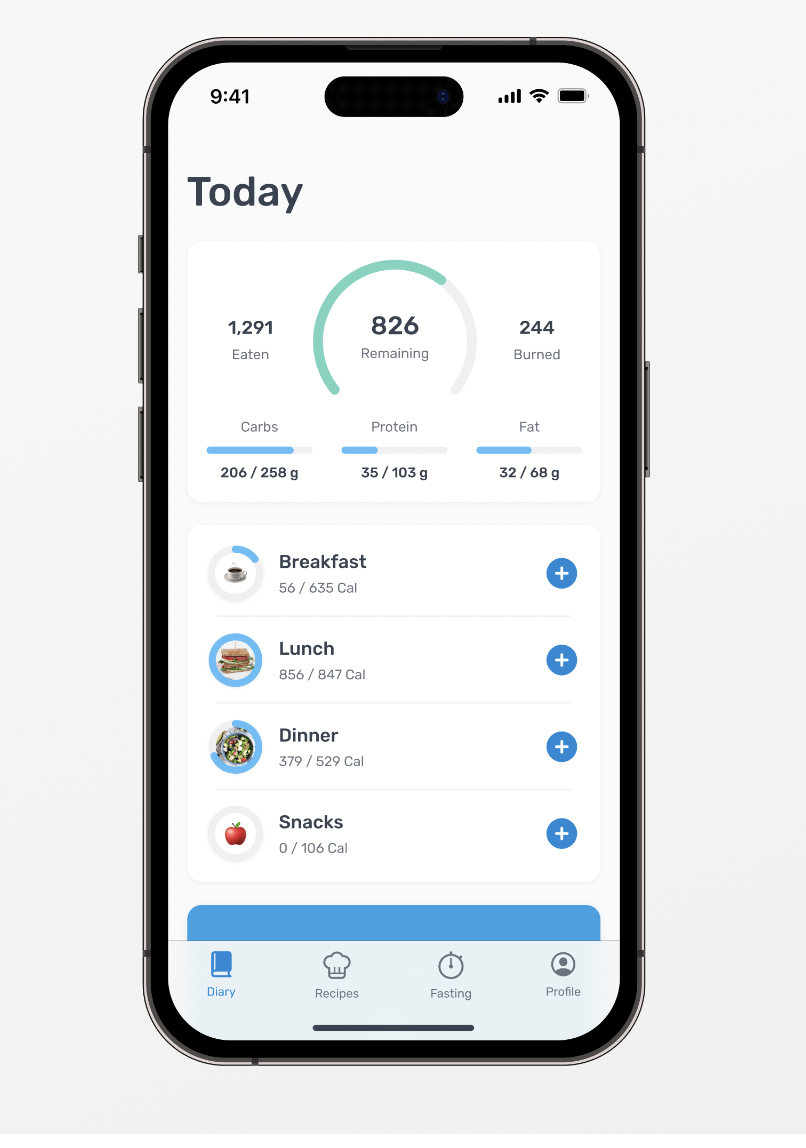 9:41
Today
1,291
Eaten
826
Remaining
244
Burned
Carbs
206 / 258 g
Protein
35 / 103 g
Fat
32 / 68 g
Breakfast
56 / 635 Cal
Lunch
856 / 847 Cal
Dinner
379 / 529 Cal
Snacks
0 / 106 Cal
Diary
Recipes
Fasting
Profile